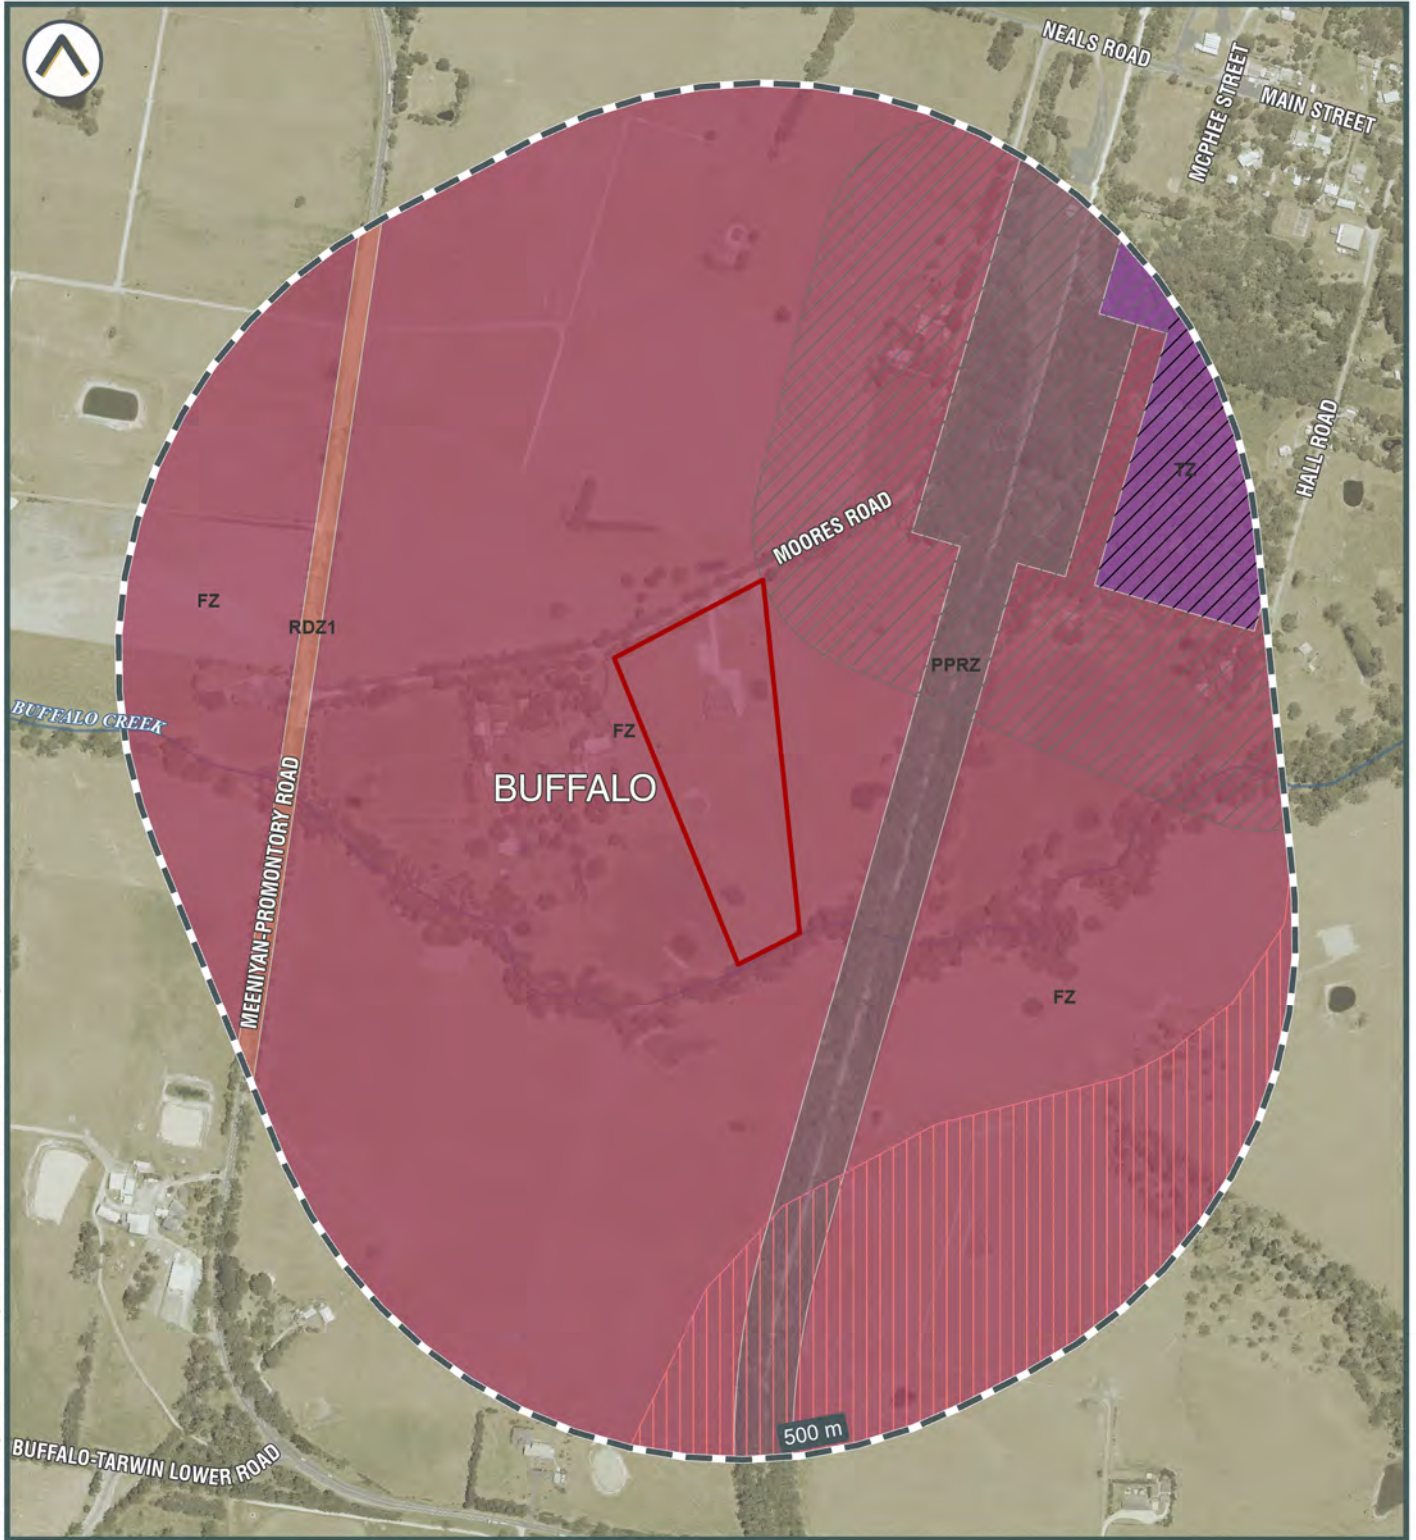 NEALS ROAD
MCPHEE STREET
MAIN STREET
HALL ROAD
TZ
MOORES ROAD
FZ
RDZ1
PPRZ
BUFFALO CREEK
FZ
BUFFALO
MEENIYAN-PROMONTORY ROAD
FZ
500 m
BUFFALO-TARWIN LOWER ROAD